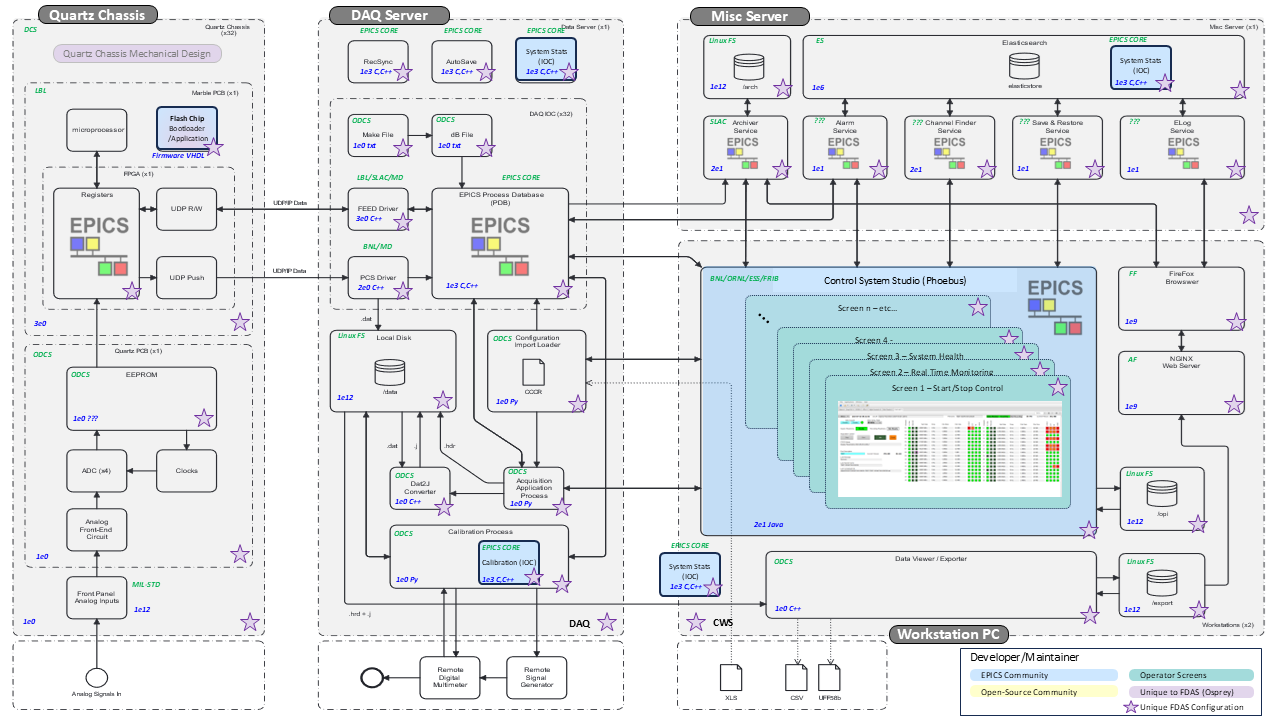 Quartz Chassis
DCS
Quartz Chassis
(x32)
Quartz Chassis Mechanical Design
LBL
Marble PCB (x1)
microprocessor
Flash Chip
Bootloader
/Application
Firmware VHDL
FPGA (x1)
Registers
EPICS
UDP R/W
UDP Push
3e0
ODCS
Quartz PCB (x1)
ODCS
EEPROM
1e0 ???
ADC (x4)
Clocks
Analog
Front-End
Circuit
1e0
Front Panel
Analog Inputs
MIL-STD
1e12
1e0
Analog Signals In
UDP/IP Data
UDP/IP Data
DAQ Server
Data Server (x1)
EPICS CORE
RecSync
1e3 C,C++
EPICS CORE
AutoSave
1e3 C,C++
EPICS CORE
System Stats
(IOC)
1e3 C,C++
DAQ IOC (x32)
ODCS
Make File
1e0 txt
ODCS
dB File
1e0 txt
LBL/SLAC/MD
FEED Driver
3e0 C++
BNL/MD
PCS Driver
2e0 C++
EPICS CORE
EPICS Process Database
(PDB)
EPICS
1e3 C,C++
.dat
Linux FS
Local Disk
/data
1e12
ODCS
Configuration
Import Loader
CCCR
1e0 Py
.dat
.j
.hdr
ODCS
Dat2J
Converter
1e0 C++
ODCS
Acquisition
Application
Process
1e0 Py
ODCS
Calibration Process
EPICS CORE
Calibration (IOC)
1e3 C,C++
1e0 Py
.hrd + .j
DAQ
Remote
Digital
Multimeter
Remote
Signal
Generator
Misc Server
Misc Server (x1)
Linux FS
/arch
1e12
ES
Elasticsearch
elasticstore
1e6
EPICS CORE
System Stats
(IOC)
1e3 C,C++
SLAC
Archiver
Service
EPICS
2e1
???
Alarm
Service
EPICS
1e1
???
Channel Finder
Service
EPICS
2e1
???
Save & Restore
Service
EPICS
1e1
???
ELog
Service
EPICS
1e1
BNL/ORNL/ESS/FRIB
Control System Studio (Phoebus)
EPICS
Screen n – etc...
Screen 4 -
Screen 3 – System Health
Screen 2 – Real Time Monitoring
Screen 1 – Start/Stop Control
2e1 Java
FF
FireFox
Browswer
1e9
AF
NGINX
Web Server
1e9
Linux FS
/opi
1e12
Linux FS
/export
1e12
EPICS CORE
System Stats
(IOC)
1e3 C,C++
ODCS
Data Viewer / Exporter
1e0 C++
CWS
Workstations (x2)
Workstation PC
XLS
CSV
UFF58b
Developer/Maintainer
EPICS Community
Operator Screens
Open-Source Community
Unique to FDAS (Osprey)
Unique FDAS Configuration